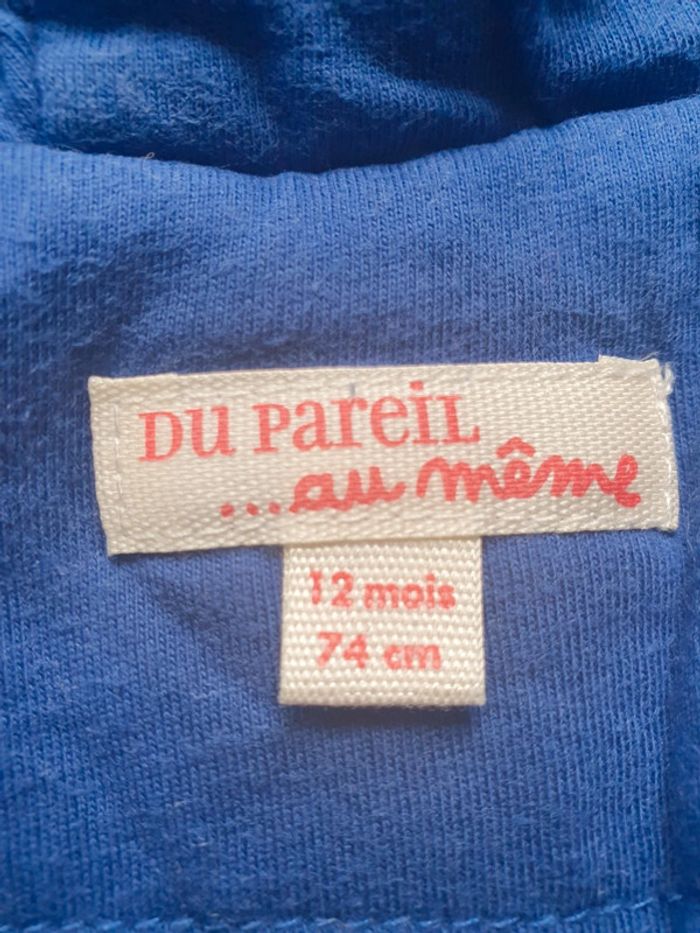 DU PareiL
...au même
12 mois
74 cm